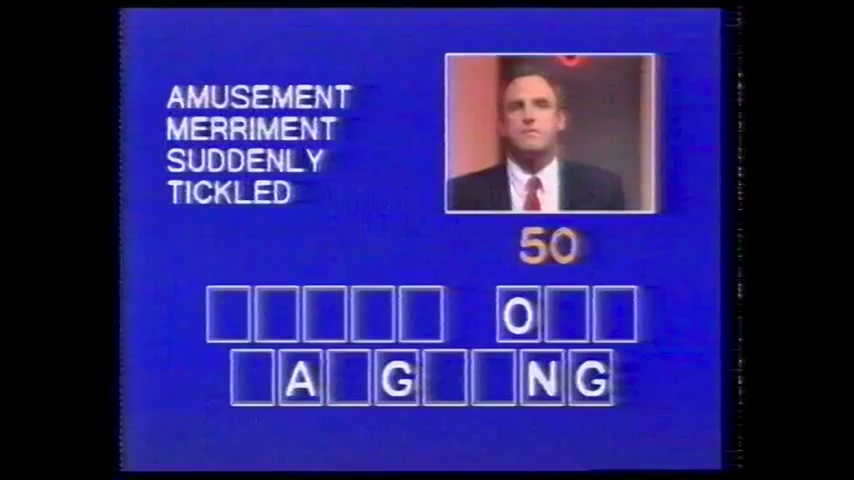 AMUSEMENT
MERRIMENT
SUDDENLY
TICKLED
50
O
A G NG